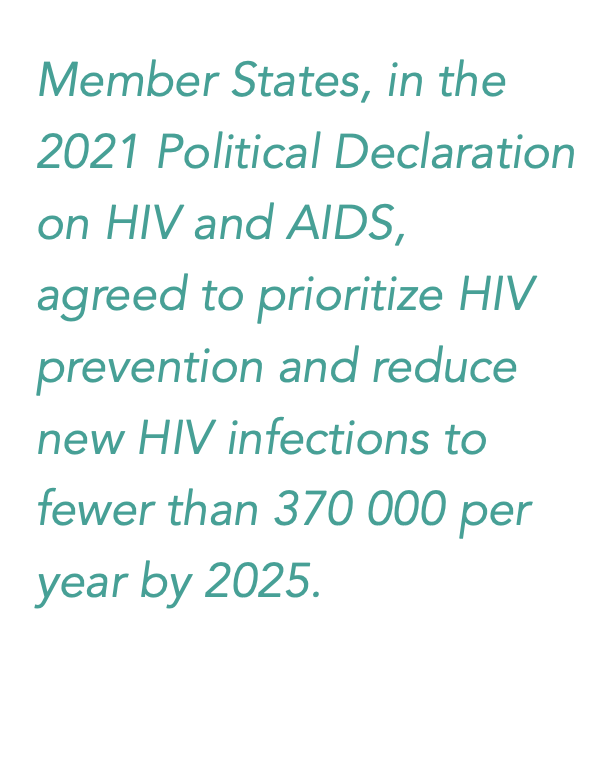 Member States, in the
2021 Political Declaration
on HIV and AIDS,
agreed to prioritize HIV
prevention and reduce
new HIV infections to
fewer than 370 000 per
year by 2025.